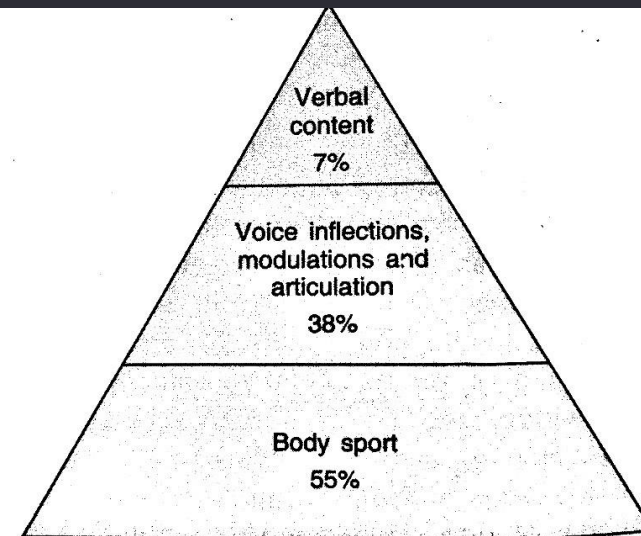 Verbal
content
7%
Voice inflections,
modulations and
articulation
38%
Body sport
55%